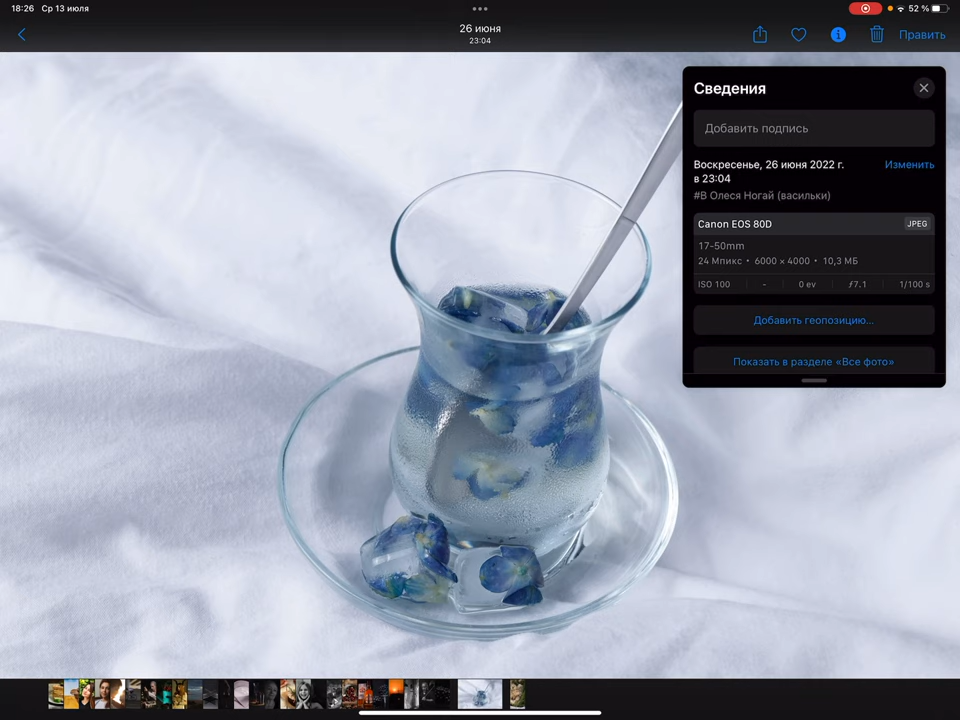 18:26 Ср 13 июля
52 %
26 июня
23:04
Править
Сведения
Добавить подпись
Воскресенье, 26 июня 2022 г.
в 23:04
Изменить
#В Олеся Ногай (васильки)
Canon EOS 80D
JPEG
17-50mm
24 Мпикс • 6000 × 4000 • 10,3 МБ
ISO 100 - 0 ev ƒ7.1 1/100 s
Добавить геопозицию...
Показать в разделе «Все фото»